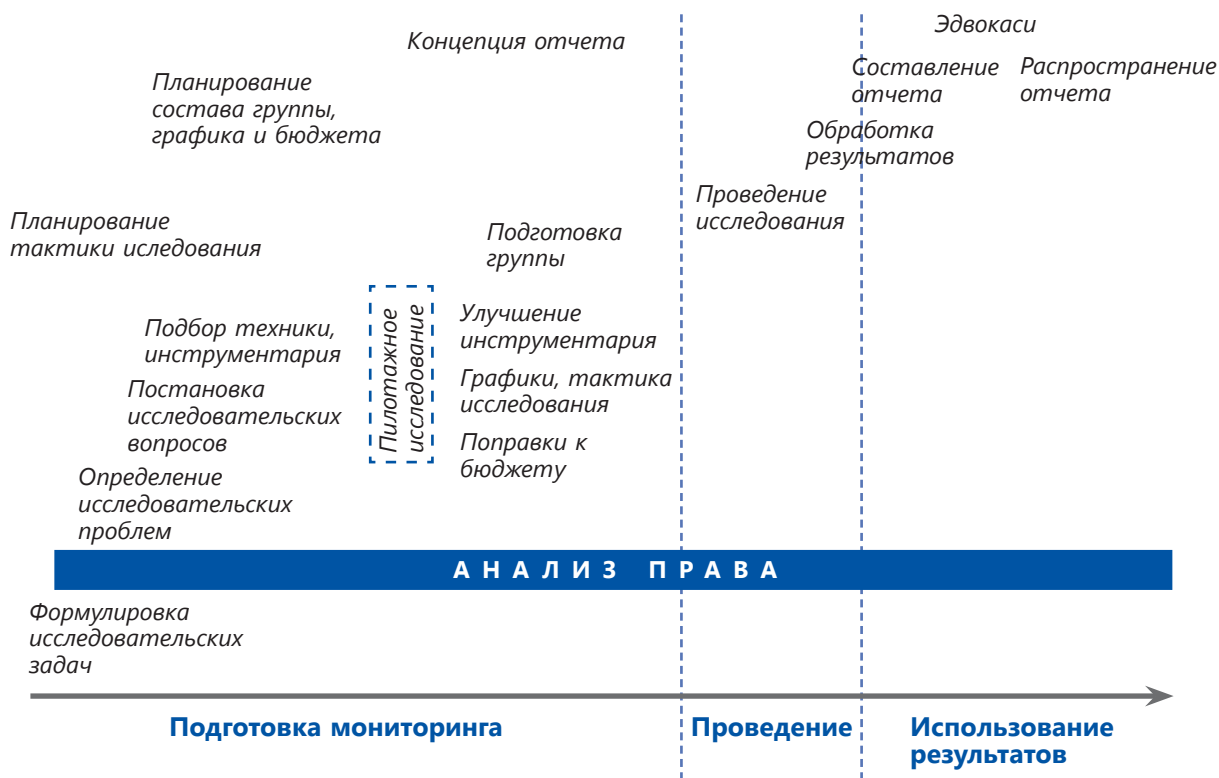 Эдвокаси
Концепция отчета
Составление
отчета
Распространение
отчета
Планирование
состава группы,
графика и бюджета
Обработка
результатов
Проведение
исследования
Планирование
тактики иследования
Подготовка
группы
Пилотажное
исследование
Улучшение
инструментария
Подбор техники,
инструментария
Графики, тактика
исследования
Постановка
исследовательских
вопросов
Поправки к
бюджету
Определение
исследовательских
проблем
АНАЛИЗ ПРАВА
Формулировка
исследовательских
задач
Подготовка мониторинга
Проведение
Использование
результатов